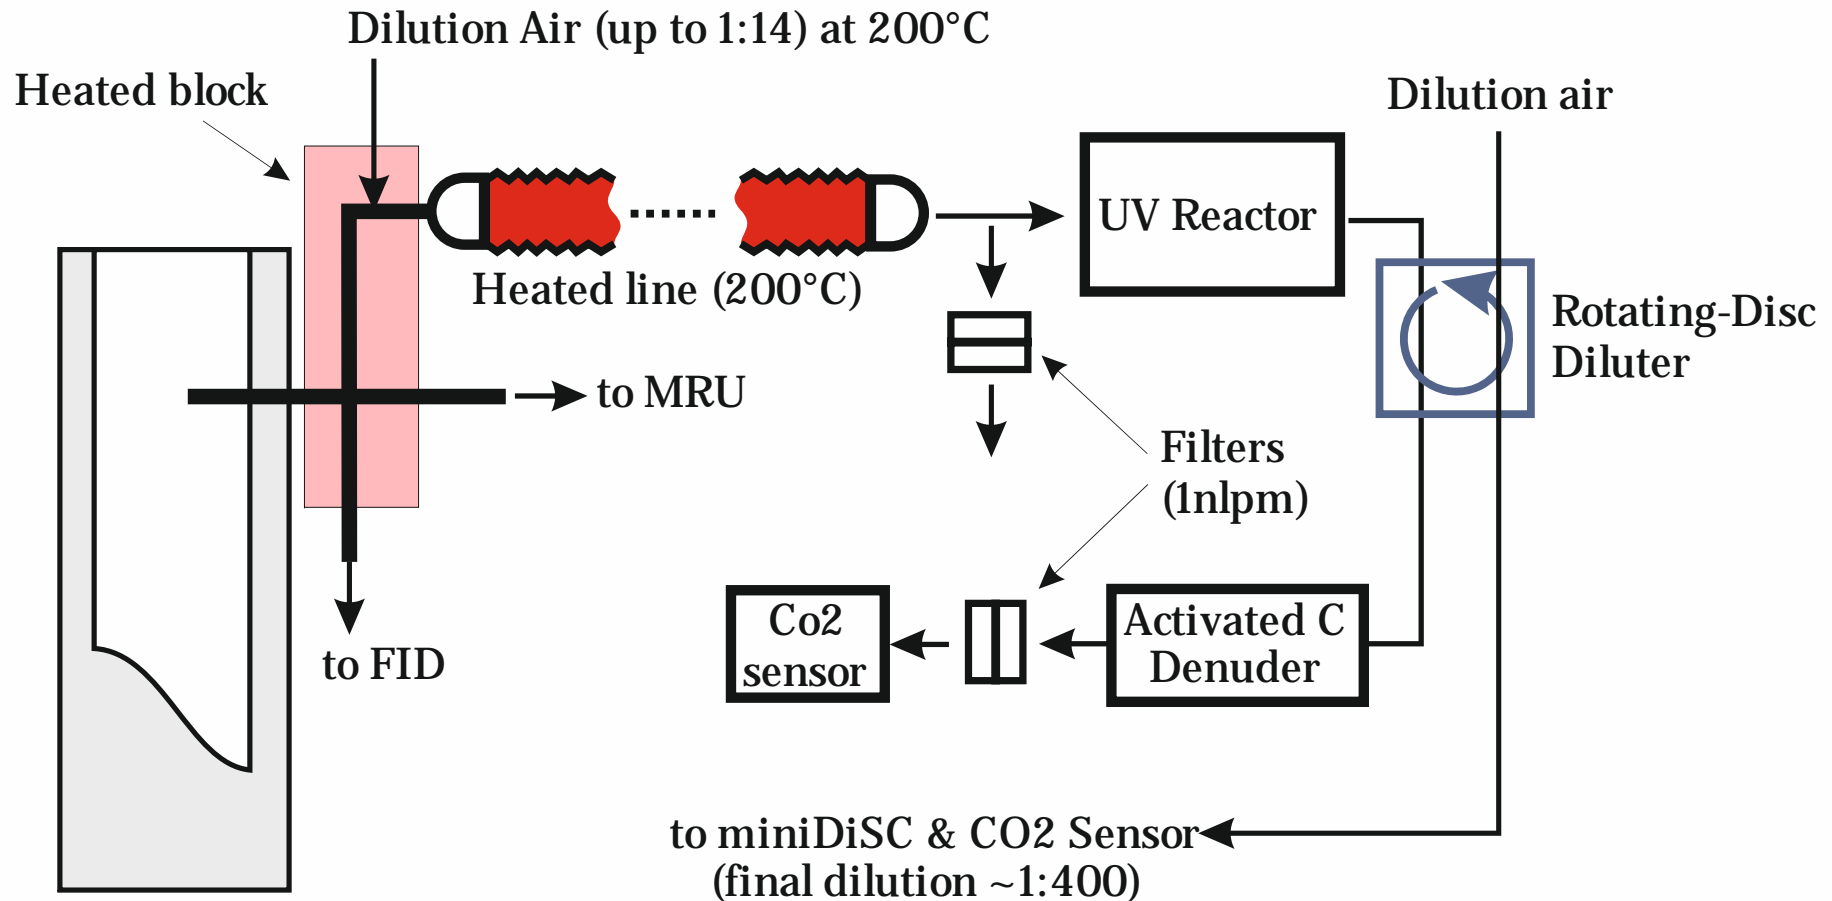 Dilution Air (up to 1:14) at 200°C
Heated block
Dilution air
UV Reactor
Heated line (200°C)
Rotating-Disc
Diluter
to MRU
Filters
(1nlpm)
Co2
sensor
Activated C
Denuder
to FID
to miniDiSC & CO2 Sensor
(final dilution ~1:400)